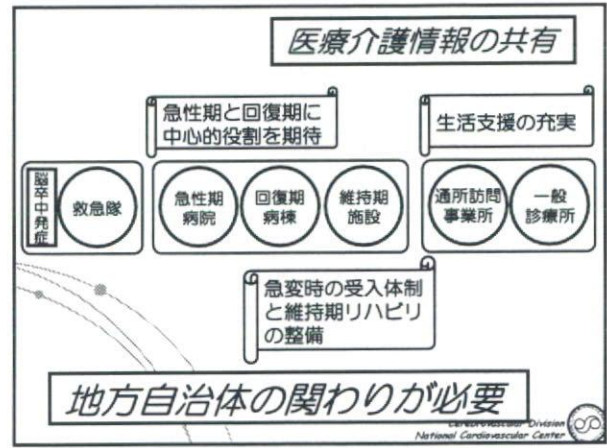 医療介護情報の共有
急性期と回復期に
中心的役割を期待
生活支援の充実
脳卒中発症
救急隊
急性期
病院
回復期
病棟
維持期
施設
通所訪問
事業所
一般
診療所
急変時の受入体制
と維持期リハビリ
の整備
地方自治体の関わりが必要
Cerebrovascular Division
National Cardiovascular Center